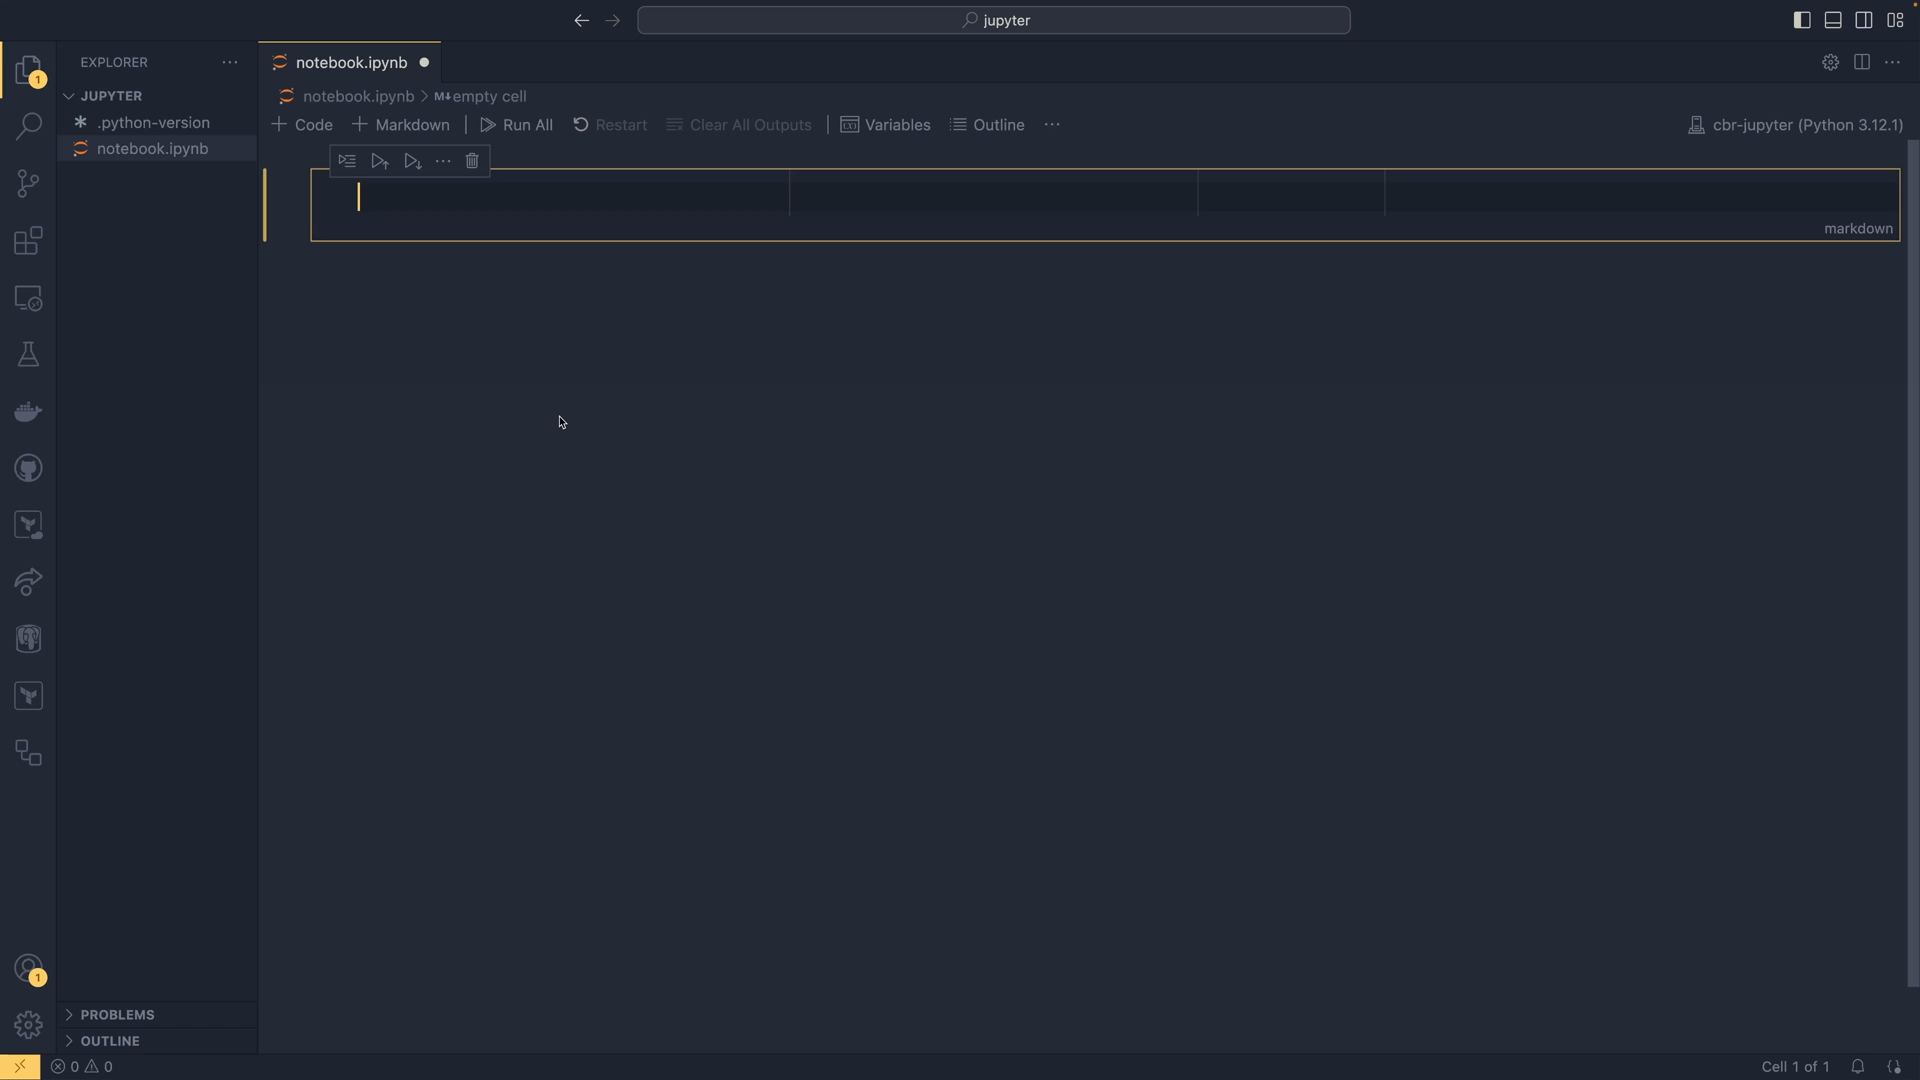 jupyter
EXPLORER
notebook.ipynb
JUPYTER
notebook.ipynb > M↓empty cell
.python-version
Code Markdown Run All Restart Clear All Outputs Variables Outline
cbr-jupyter (Python 3.12.1)
notebook.ipynb
markdown
1
1
PROBLEMS
OUTLINE
0 0
Cell 1 of 1